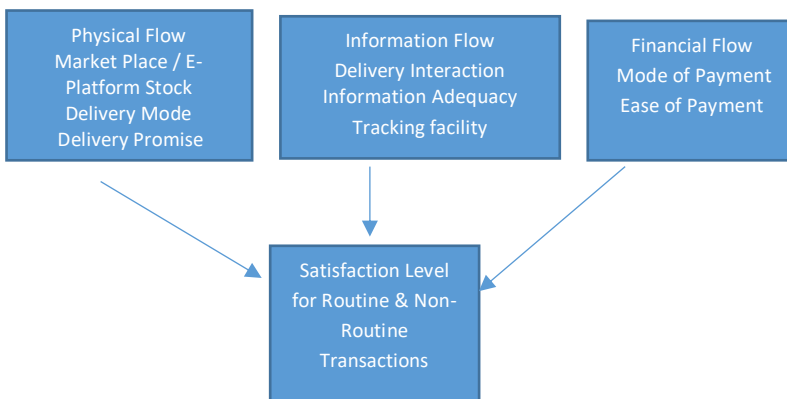 Physical Flow
Market Place / E-
Platform Stock
Delivery Mode
Delivery Promise
Information Flow
Delivery Interaction
Information Adequacy
Tracking facility
Financial Flow
Mode of Payment
Ease of Payment
Satisfaction Level
for Routine & Non-
Routine
Transactions